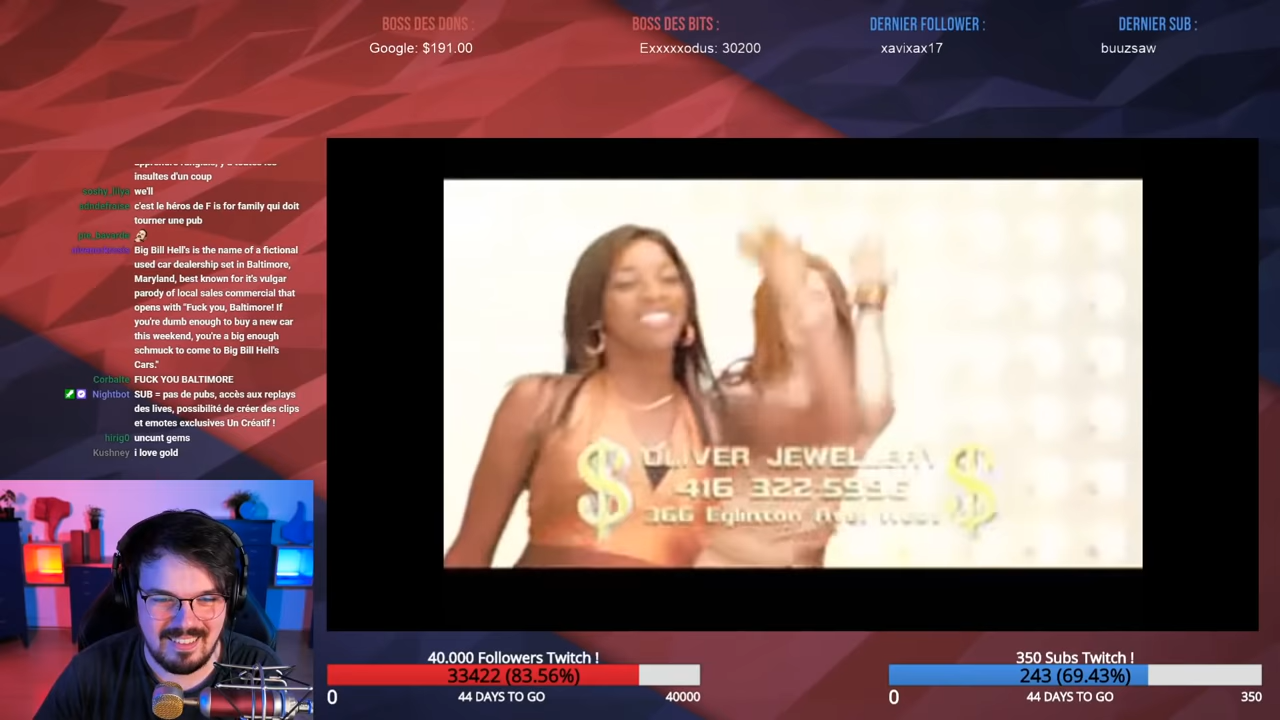 BOSS DES DONS :
Google: $191.00
BOSS DES BITS :
Exxxxxodus: 30200
DERNIER FOLLOWER :
xavixax17
DERNIER SUB :
buuzsaw
insultes d'un coup
we'll
c'est le héros de F is for family qui doit
tourner une pub
Big Bill Hell's is the name of a fictional
used car dealership set in Baltimore,
Maryland, best known for it's vulgar
parody of local sales commercial that
opens with "Fuck you, Baltimore! If
you're dumb enough to buy a new car
this weekend, you're a big enough
schmuck to come to Big Bill Hell's
Cars."
Corbaite FUCK YOU BALTIMORE
Nightbot SUB = pas de pubs, accès aux replays
des lives, possibilité de créer des clips
et emotes exclusives Un Créatif !
hirig0 uncunt gems
Kushney i love gold
$ OLIVER JEWELLERY $
416 322-5996
366 Eglinton Ave. West
40.000 Followers Twitch !
33422 (83.56%)
0 44 DAYS TO GO 40000
350 Subs Twitch !
243 (69.43%)
0 44 DAYS TO GO 350